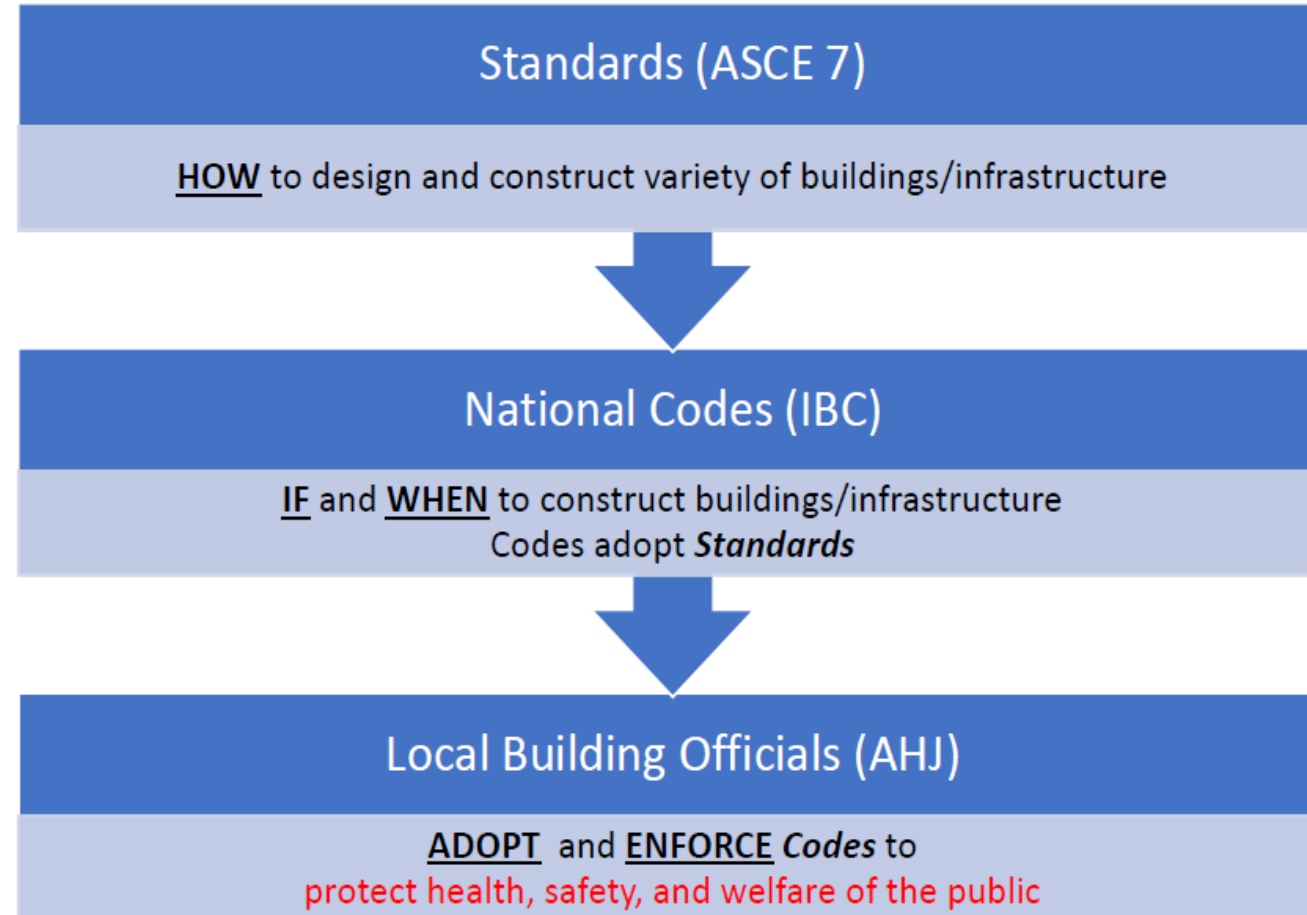 Standards (ASCE 7)
HOW to design and construct variety of buildings/infrastructure
National Codes (IBC)
IF and WHEN to construct buildings/infrastructure
Codes adopt Standards
Local Building Officials (AHJ)
ADOPT and ENFORCE Codes to
protect health, safety, and welfare of the public